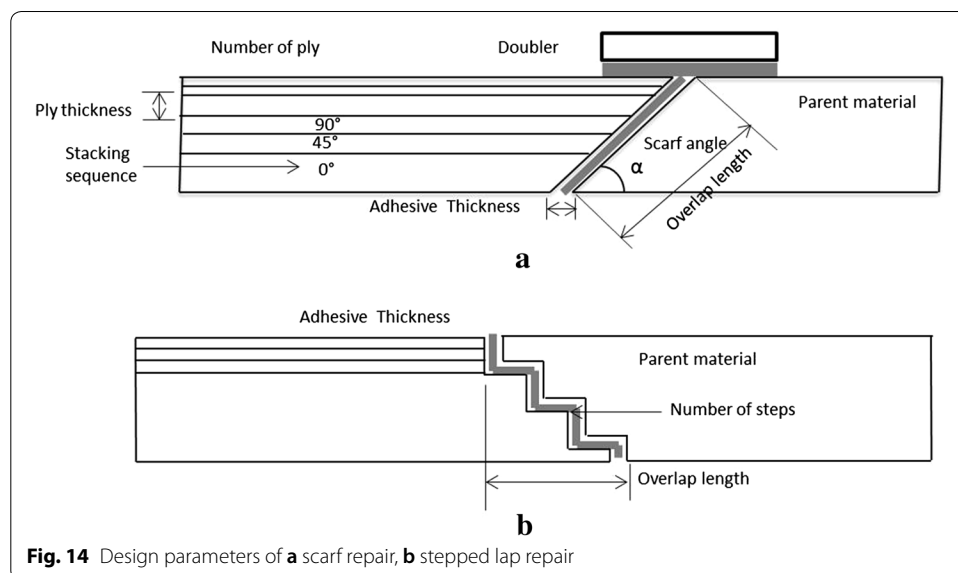 Number of ply
Doubler
Ply thickness
Parent material
90°
45°
Stacking
sequence
0°
Scarf angle
α
Overlap length
Adhesive Thickness
a
Adhesive Thickness
Parent material
Number of steps
Overlap length
b
Fig. 14 Design parameters of a scarf repair, b stepped lap repair